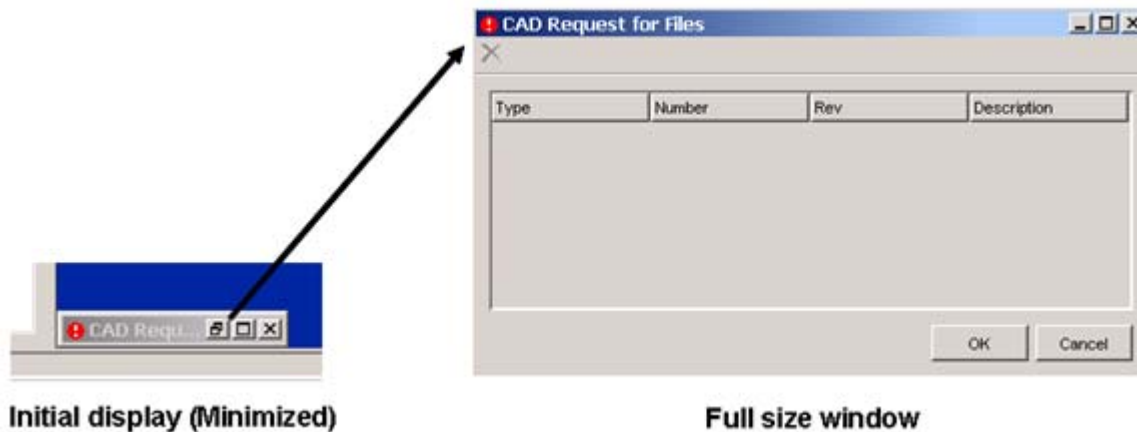 CAD Request for Files
Type Number Rev Description
CAD Requ...
OK Cancel
Initial display (Minimized)
Full size window